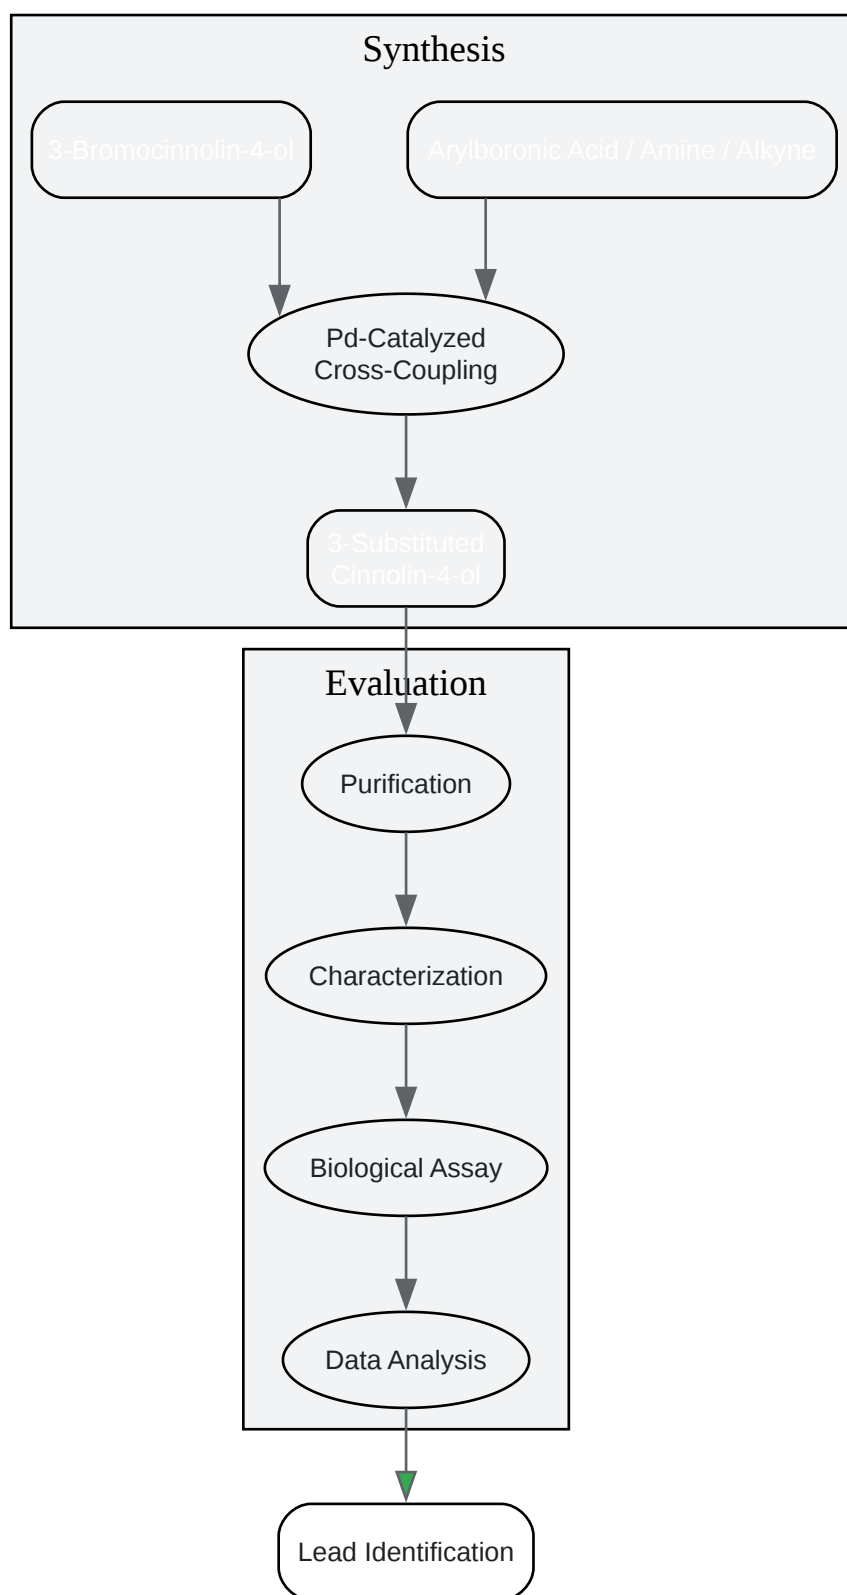 Synthesis
3-Bromocinnolin-4-ol
Arylboronic Acid / Amine / Alkyne
Pd-Catalyzed
Cross-Coupling
3-Substituted
Cinnolin-4-ol
Evaluation
Purification
Characterization
Biological Assay
Data Analysis
Lead Identification